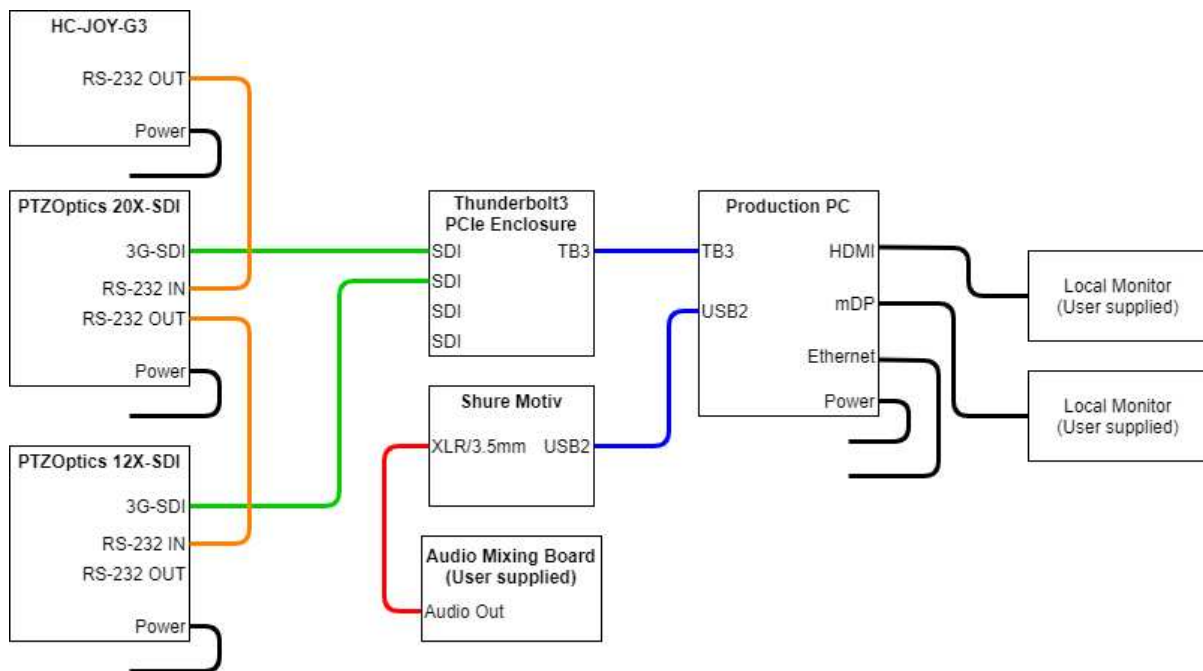 HC-JOY-G3
RS-232 OUT
Power
PTZOptics 20X-SDI
3G-SDI
RS-232 IN
RS-232 OUT
Power
PTZOptics 12X-SDI
3G-SDI
RS-232 IN
RS-232 OUT
Power
Thunderbolt3
PCIe Enclosure
SDI TB3
SDI
SDI
SDI
Shure Motiv
XLR/3.5mm USB2
Audio Mixing Board
(User supplied)
Audio Out
Production PC
TB3 HDMI
mDP
USB2
Ethernet
Power
Local Monitor
(User supplied)
Local Monitor
(User supplied)